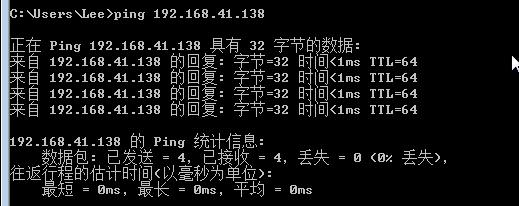 C:\Users\Lee>ping 192.168.41.138
正在 Ping 192.168.41.138 具有 32 字节的数据:
来自 192.168.41.138 的回复: 字节=32 时间<1ms TTL=64
来自 192.168.41.138 的回复: 字节=32 时间<1ms TTL=64
来自 192.168.41.138 的回复: 字节=32 时间<1ms TTL=64
来自 192.168.41.138 的回复: 字节=32 时间<1ms TTL=64
192.168.41.138 的 Ping 统计信息:
数据包: 已发送 = 4, 已接收 = 4, 丢失 = 0 (0% 丢失),
往返行程的估计时间(以毫秒为单位):
最短 = 0ms, 最长 = 0ms, 平均 = 0ms